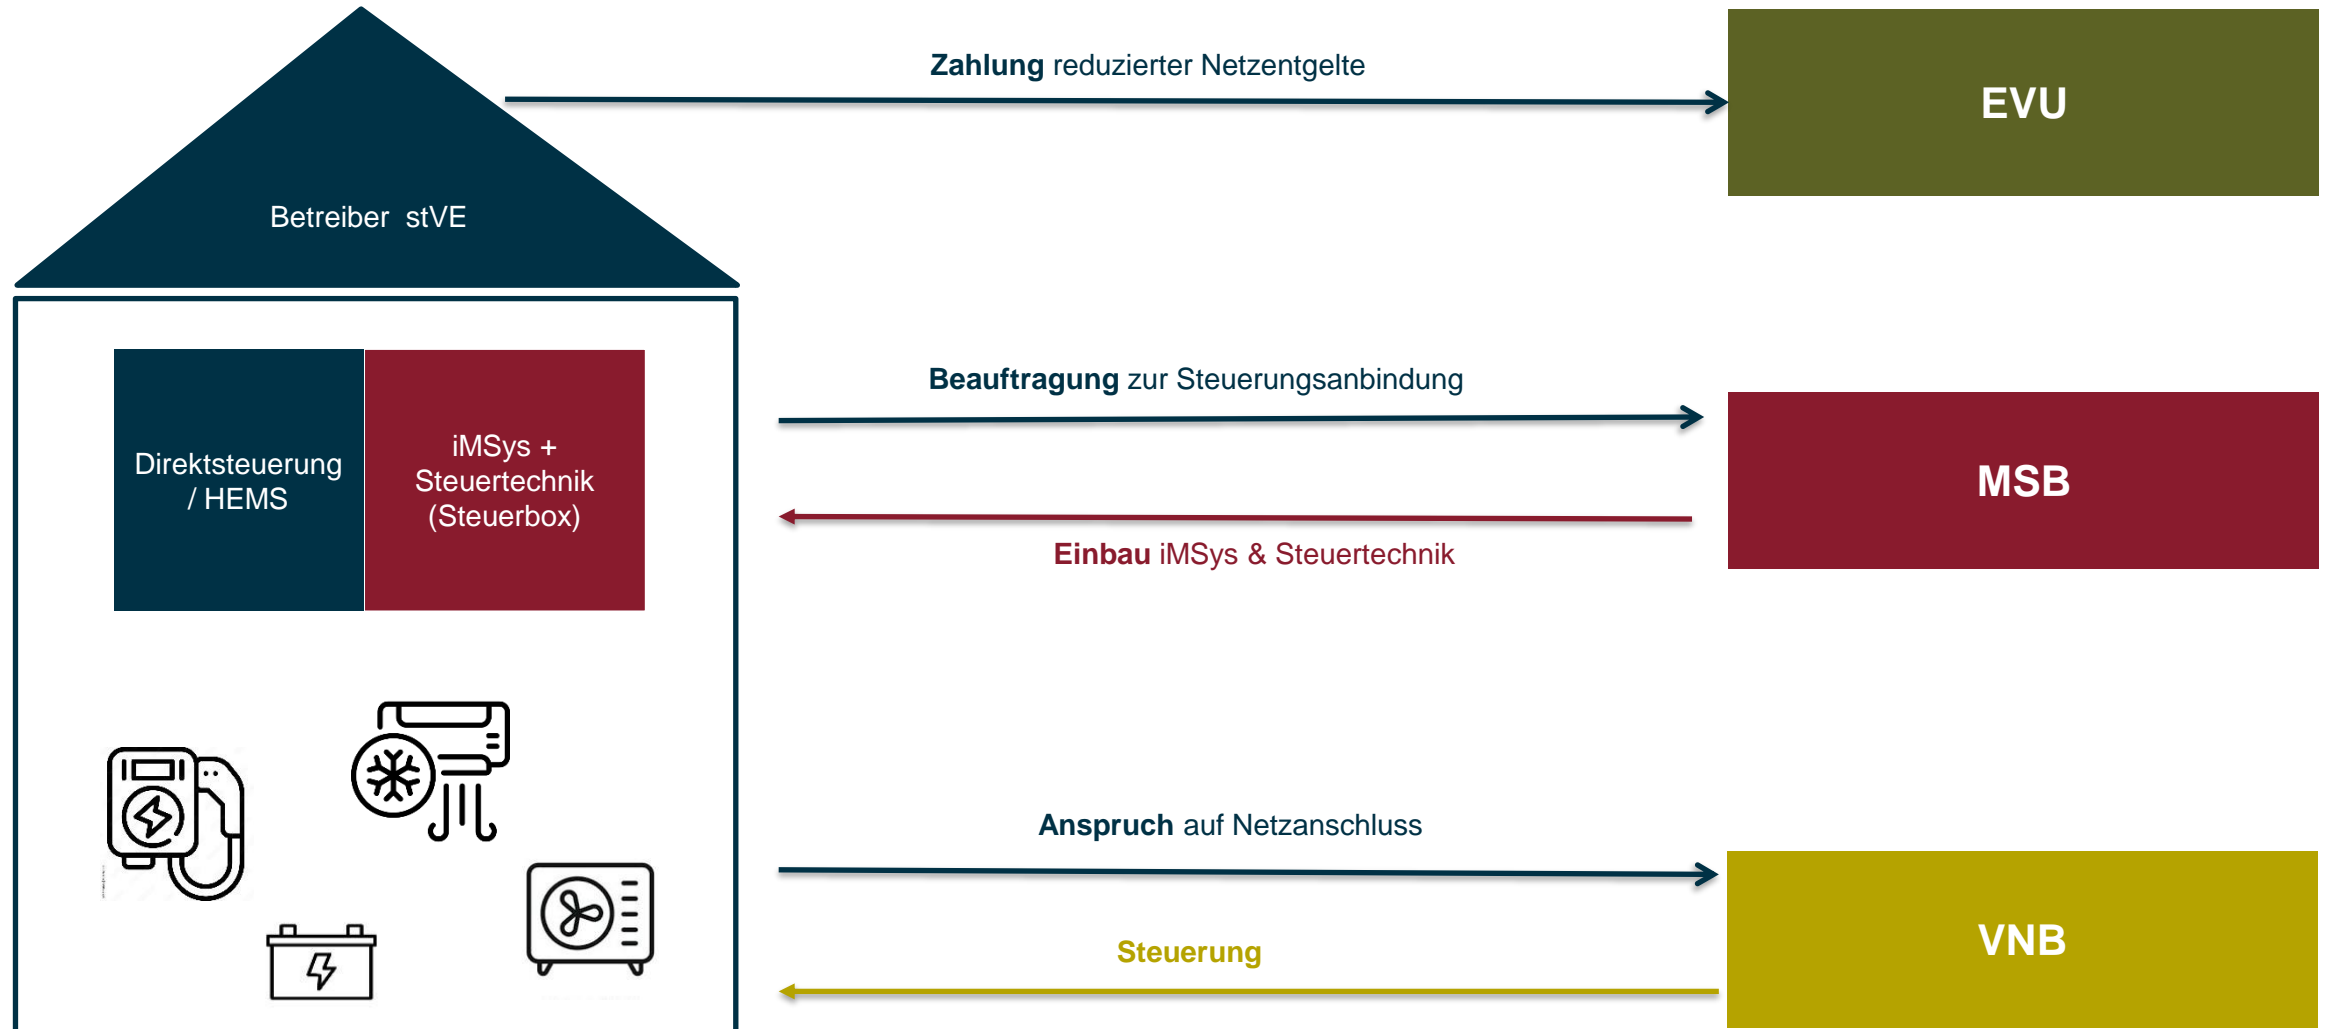 Zahlung reduzierter Netzentgelte
EVU
Betreiber stVE
Direktsteuerung
/ HEMS
iMSys +
Steuertechnik
(Steuerbox)
Beauftragung zur Steuerungsanbindung
MSB
Einbau iMSys & Steuertechnik
Anspruch auf Netzanschluss
VNB
Steuerung